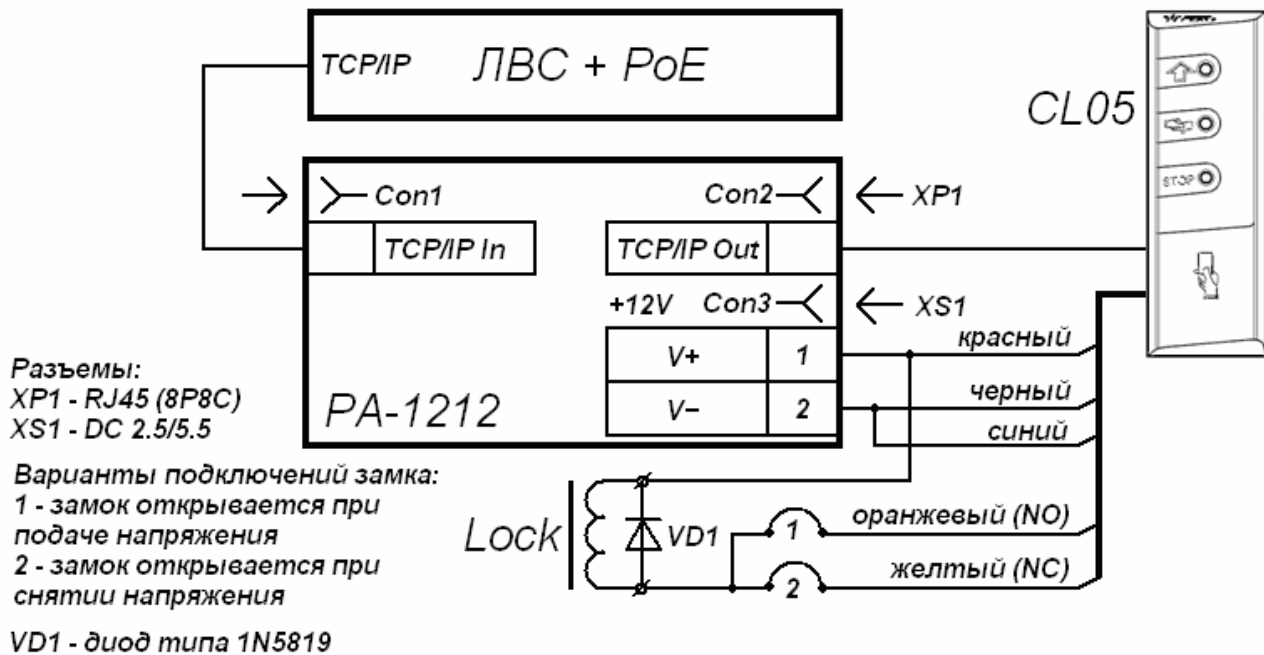 TCP/IP ЛВС + PoE
CL05
STOP
Con1 Con2 XP1
TCP/IP In TCP/IP Out
+12V Con3 XS1
V+ 1 красный
V− 2 черный
синий
PA-1212
Разъемы:
XP1 - RJ45 (8P8C)
XS1 - DC 2.5/5.5
Варианты подключений замка:
1 - замок открывается при
подаче напряжения
2 - замок открывается при
снятии напряжения
VD1 - диод типа 1N5819
Lock VD1
1 оранжевый (NO)
2 желтый (NC)